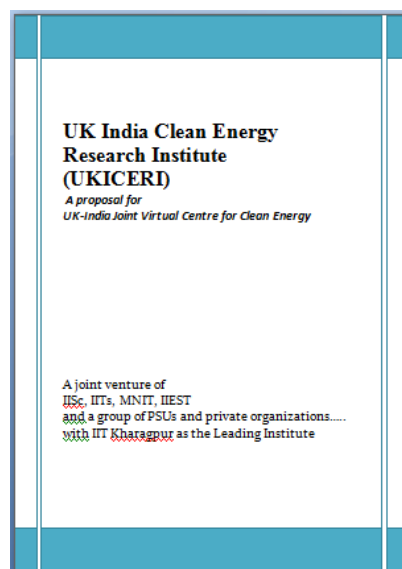 UK India Clean Energy
Research Institute
(UKICERI)
A proposal for
UK-India Joint Virtual Centre for Clean Energy
A joint venture of
IISc, IITs, MNIT, IIEST
and a group of PSUs and private organizations.....
with IIT Kharagpur as the Leading Institute